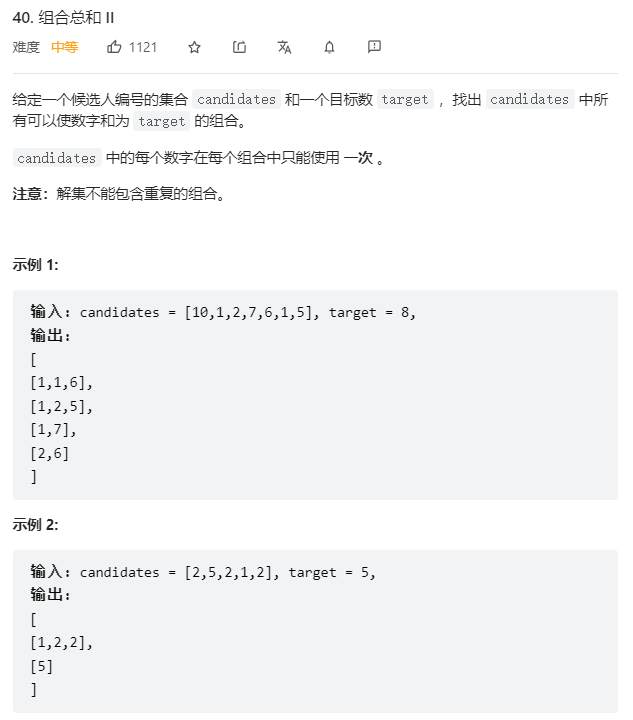 40. 组合总和 II
难度 中等 1121
给定一个候选人编号的集合 candidates 和一个目标数 target ，找出 candidates 中所
有可以使数字和为 target 的组合。
candidates 中的每个数字在每个组合中只能使用 一次 。
注意：解集不能包含重复的组合。
示例 1:
输入: candidates = [10,1,2,7,6,1,5], target = 8,
输出:
[
[1,1,6],
[1,2,5],
[1,7],
[2,6]
]
示例 2:
输入: candidates = [2,5,2,1,2], target = 5,
输出:
[
[1,2,2],
[5]
]